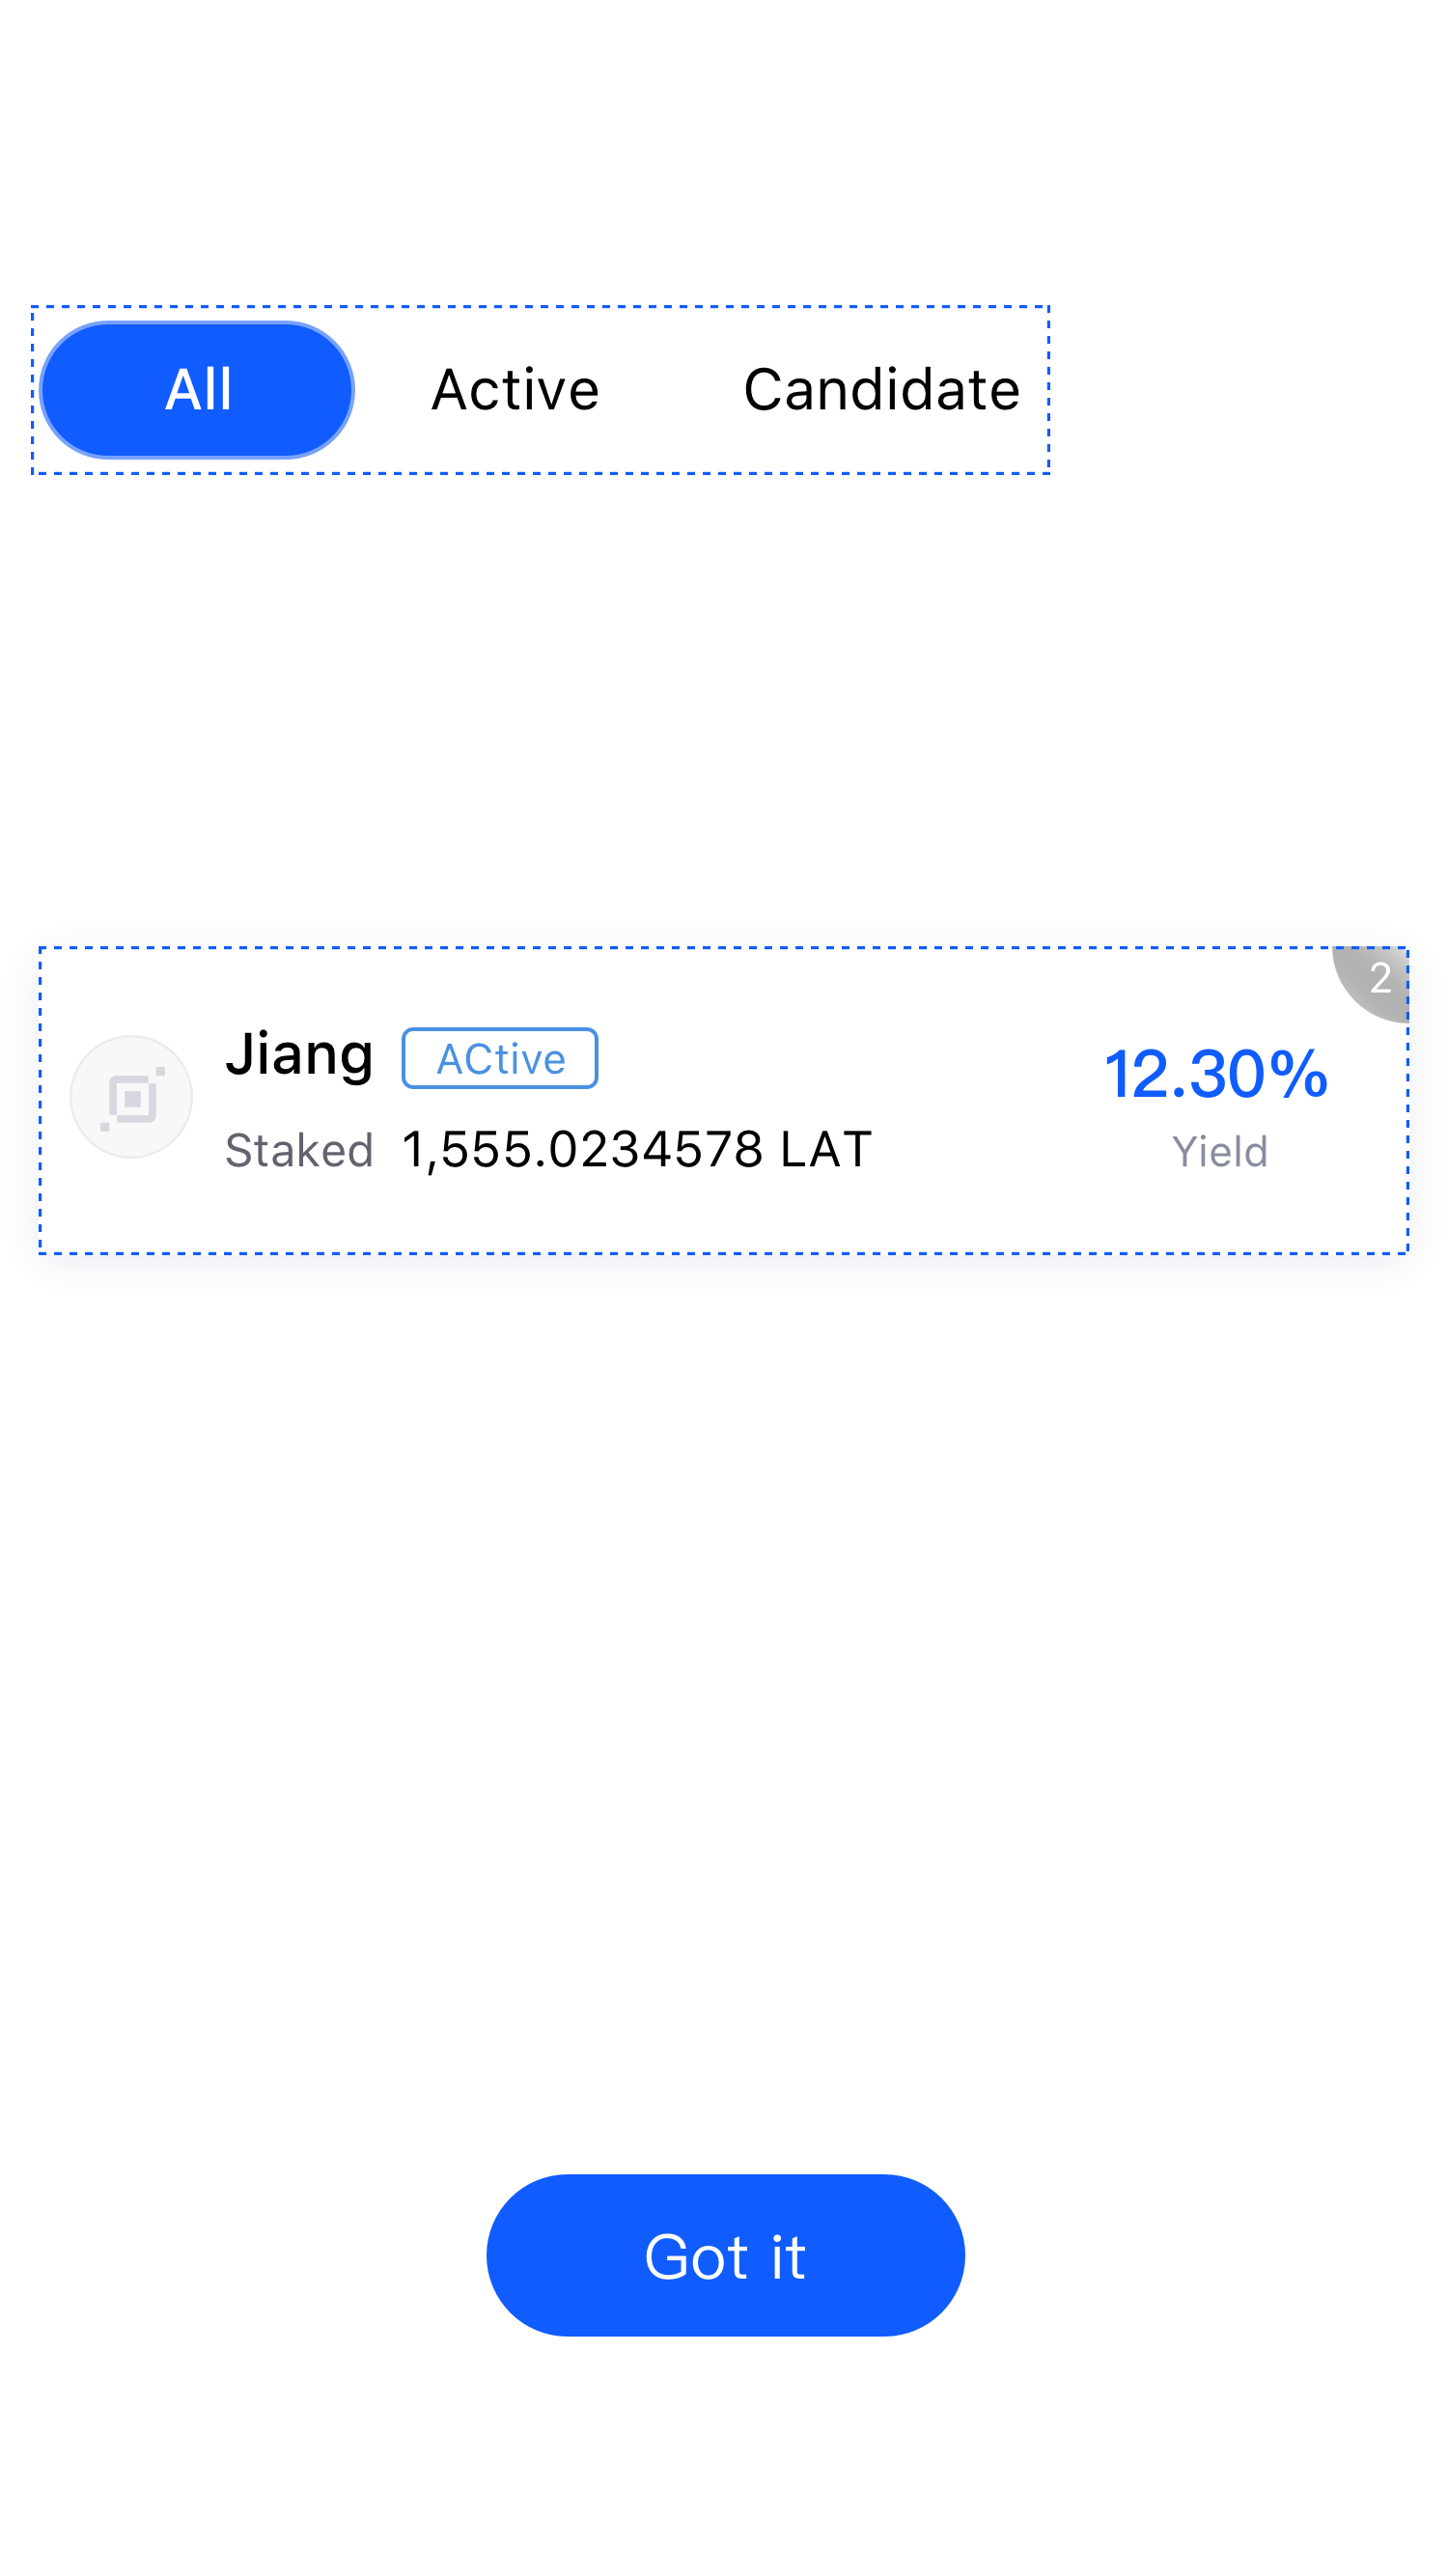 All Active Candidate
2
Jiang ACtive
12.30%
Staked 1,555.0234578 LAT
Yield
Got it